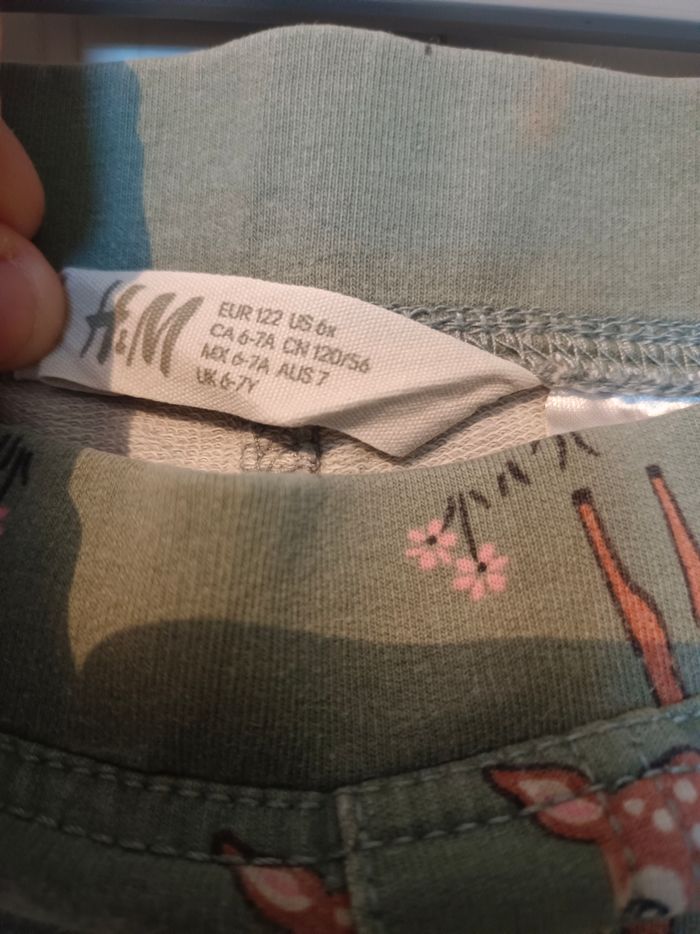 H&M
EUR 122 US 6x
CA 6-7A CN 120/56
MX 6-7A AUS 7
UK 6-7Y